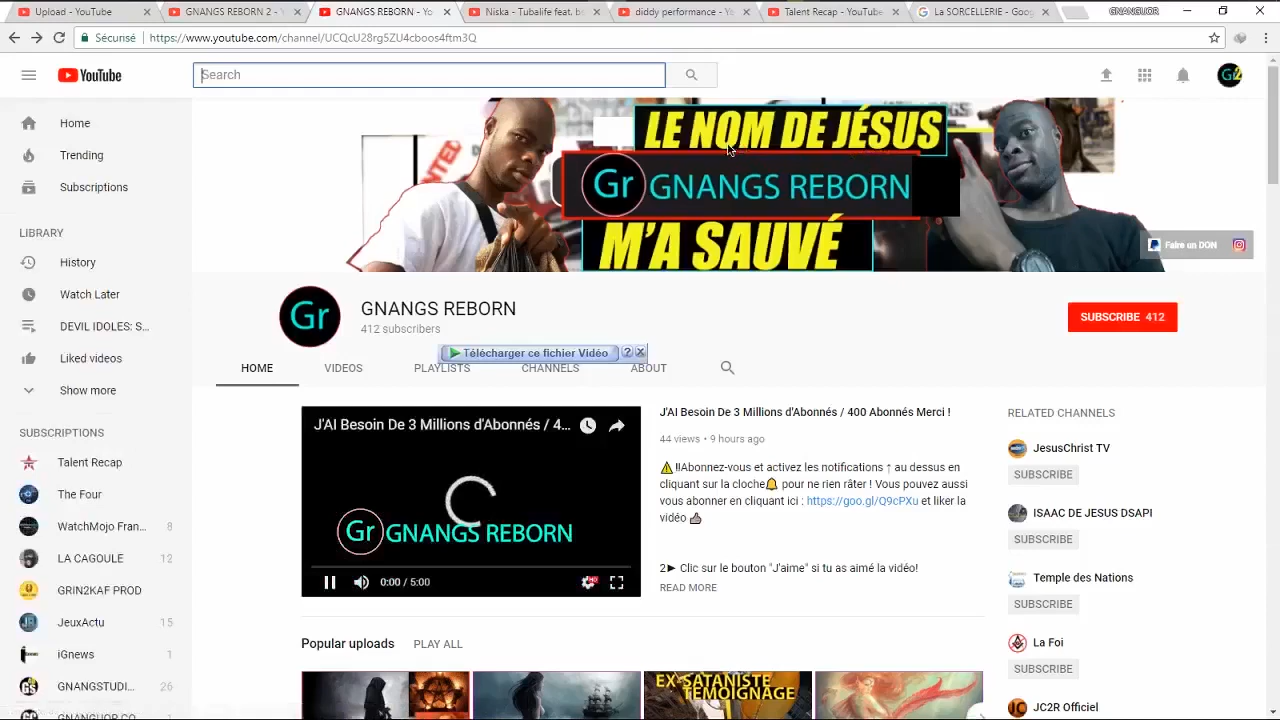 Upload - YouTube
GNANGS REBORN 2 - Y
GNANGS REBORN - Yo
Niska - Tubalife feat. b
diddy performance - Yo
Talent Recap - YouTube
La SORCELLERIE - Goog
GNANGUOR
Sécurisé
https://www.youtube.com/channel/UCQcU28rgSZU4cboos4ftm3Q
YouTube
Search
Gr2
Home
Trending
Subscriptions
LIBRARY
History
Watch Later
DEVIL IDOLES: S...
Liked videos
Show more
SUBSCRIPTIONS
Talent Recap
The Four
WatchMojo Fran... 8
LA CAGOULE 12
GRIN2KAF PROD
JeuxActu 15
iGnews 1
GNANGSTUDI... 26
GNANGUOR CO
LE NOM DE JÉSUS
Gr GNANGS REBORN
M'A SAUVÉ
Faire un DON
Gr
GNANGS REBORN
412 subscribers
SUBSCRIBE 412
Télécharger ce fichier Vidéo ?
HOME VIDEOS PLAYLISTS CHANNELS ABOUT
J'AI Besoin De 3 Millions d'Abonnés / 4...
Gr GNANGS REBORN
0:00 / 5:00
HD
J'AI Besoin De 3 Millions d'Abonnés / 400 Abonnés Merci !
44 views • 9 hours ago
⚠️!!Abonnez-vous et activez les notifications ↑ au dessus en
cliquant sur la cloche🔔 pour ne rien râter ! Vous pouvez aussi
vous abonner en cliquant ici : https://goo.gl/Q9cPXu et liker la
vidéo 👍
2► Clic sur le bouton "J'aime" si tu as aimé la vidéo!
READ MORE
Popular uploads PLAY ALL
EX-SATANISTE
TÉMOIGNAGE
RELATED CHANNELS
JesusChrist TV
SUBSCRIBE
ISAAC DE JESUS DSAPI
SUBSCRIBE
Temple des Nations
SUBSCRIBE
La Foi
SUBSCRIBE
JC2R Officiel